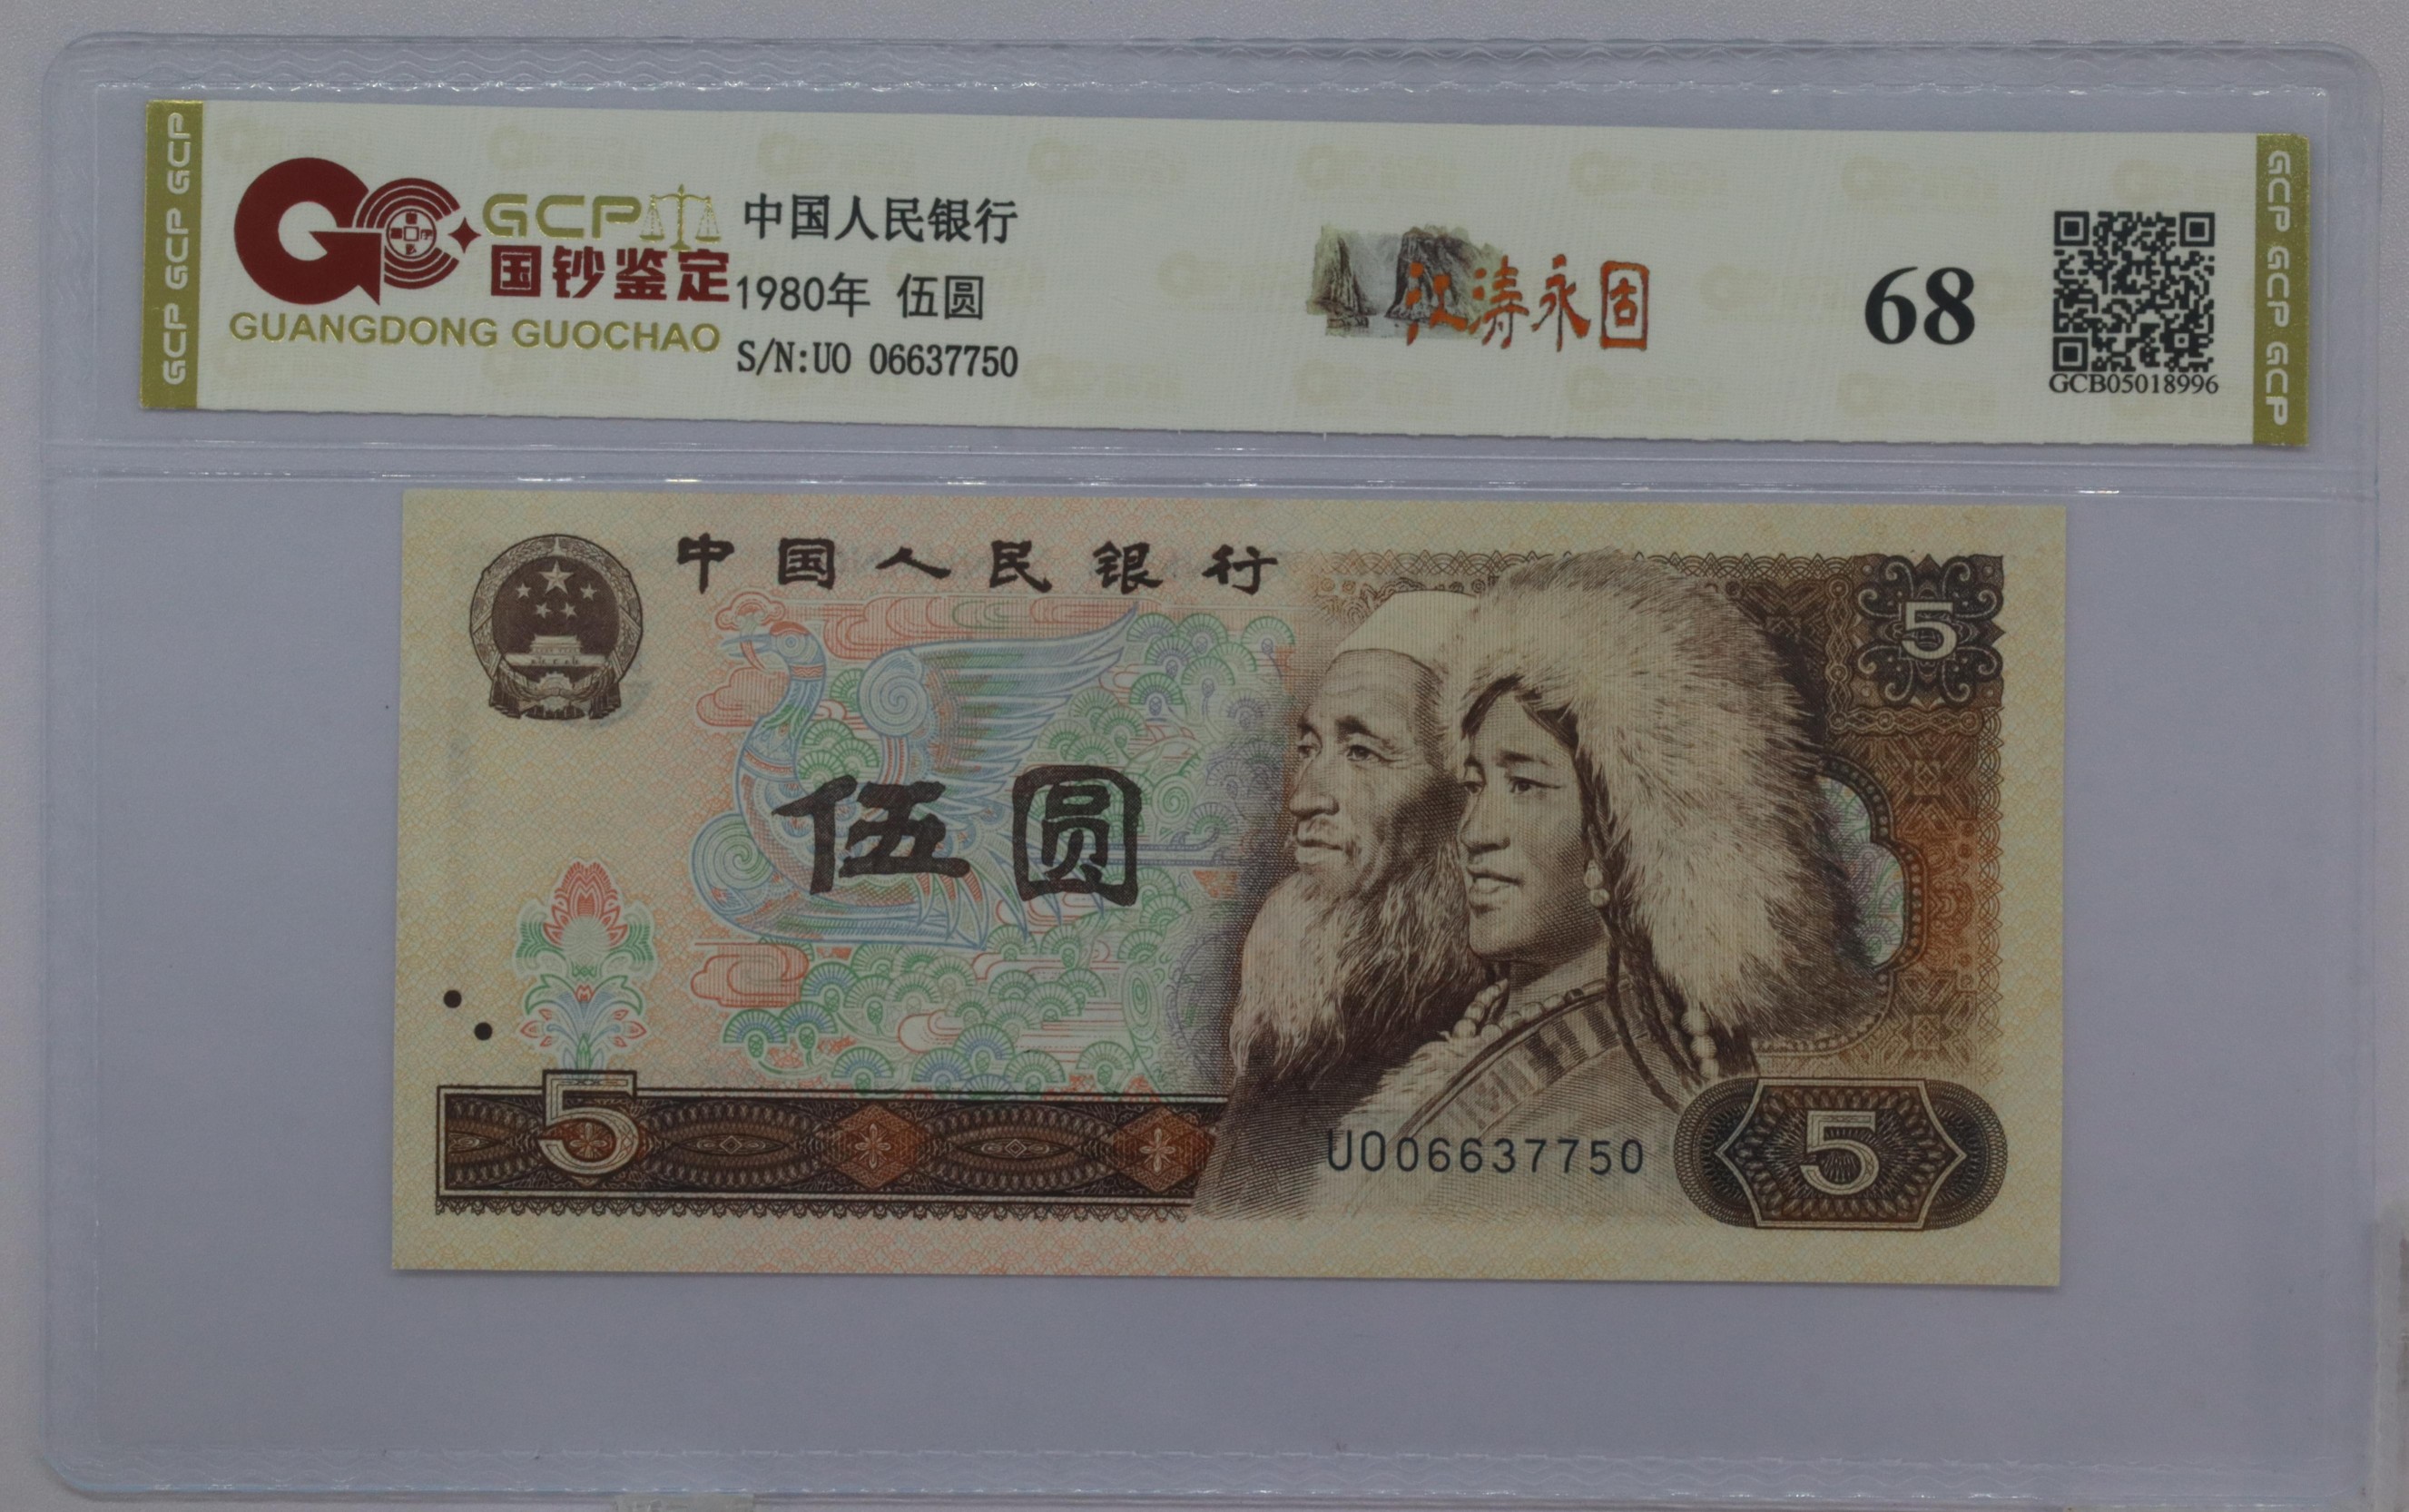 GCP GCP GCP
GCP
国钞鉴定
GUANGDONG GUOCHAO
中国人民银行
1980年 伍圆
S/N:UO 06637750
江涛永固
68
GCB05018996
GCP GCP GCP GCP
中国人民银行
5
伍圆
5
UO06637750
5